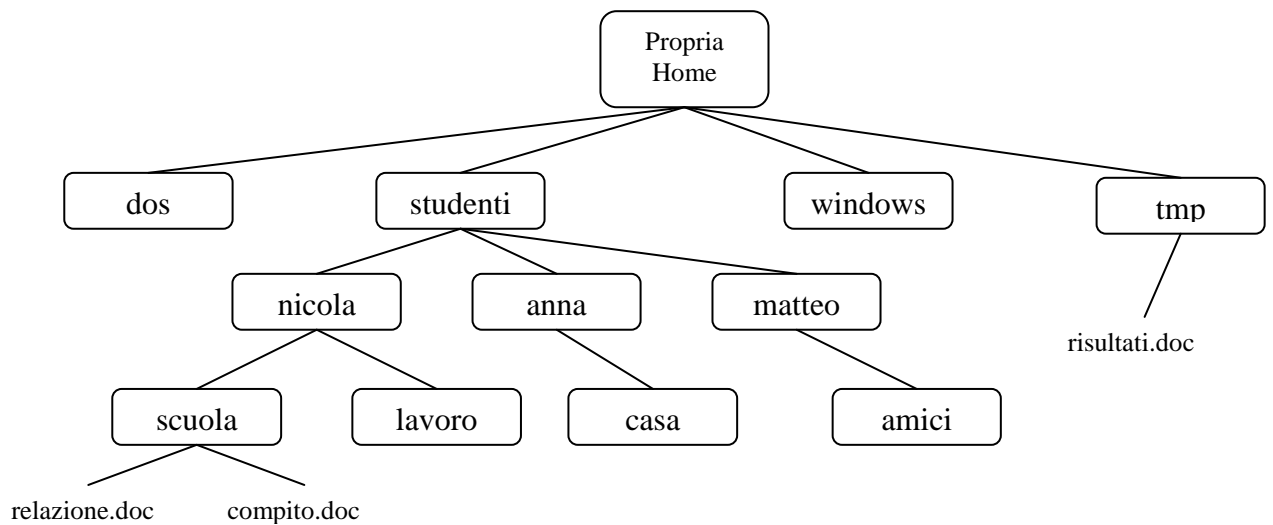 Propria
Home
dos
studenti
windows
tmp
nicola
anna
matteo
risultati.doc
scuola
lavoro
casa
amici
relazione.doc
compito.doc